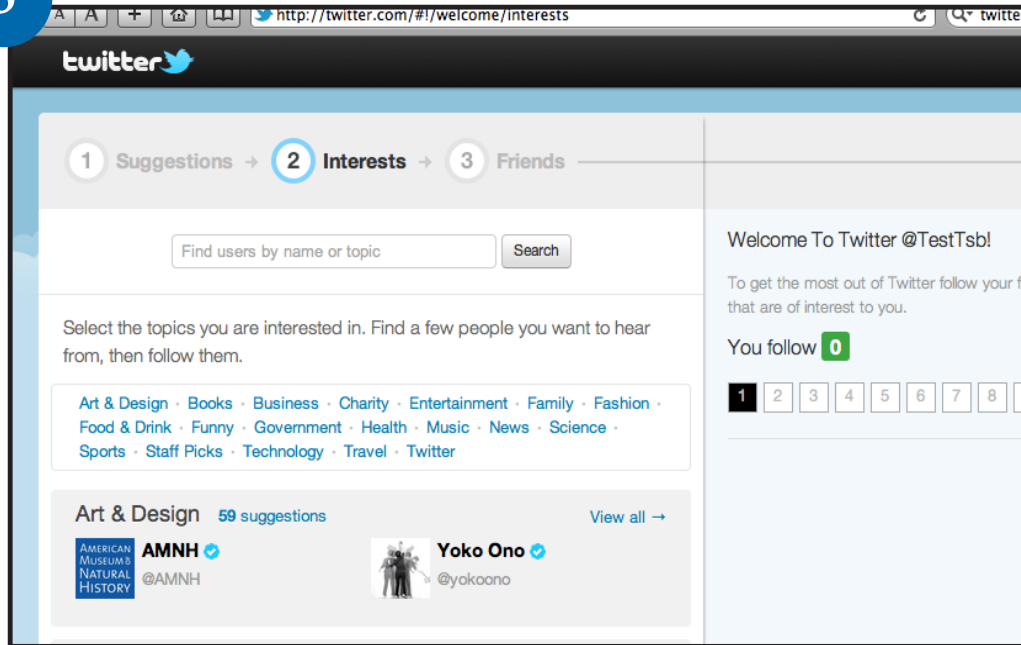 A A + http://twitter.com/#!/welcome/interests twitte
twitter
1 Suggestions → 2 Interests → 3 Friends
Find users by name or topic Search
Select the topics you are interested in. Find a few people you want to hear
from, then follow them.
Art & Design · Books · Business · Charity · Entertainment · Family · Fashion ·
Food & Drink · Funny · Government · Health · Music · News · Science ·
Sports · Staff Picks · Technology · Travel · Twitter
Art & Design 59 suggestions View all →
AMERICAN
MUSEUM &
NATURAL
HISTORY
AMNH
@AMNH
Yoko Ono
@yokoono
Welcome To Twitter @TestTsb!
To get the most out of Twitter follow your
that are of interest to you.
You follow 0
1 2 3 4 5 6 7 8